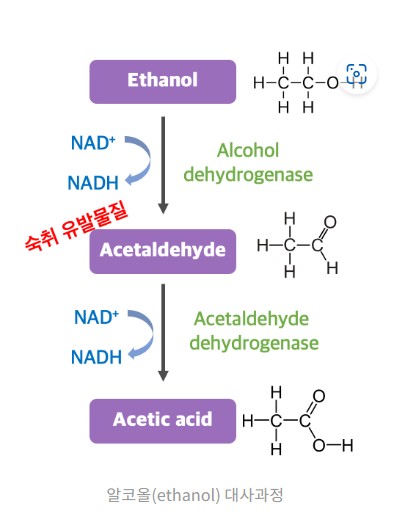 Ethanol
NAD⁺
NADH
Alcohol
dehydrogenase
숙취 유발물질
Acetaldehyde
NAD⁺
NADH
Acetaldehyde
dehydrogenase
Acetic acid
H H
H-C-C-O-H
H H
H
O
H-C-C
H
H
H
O
H-C-C
H
O-H
알코올(ethanol) 대사과정